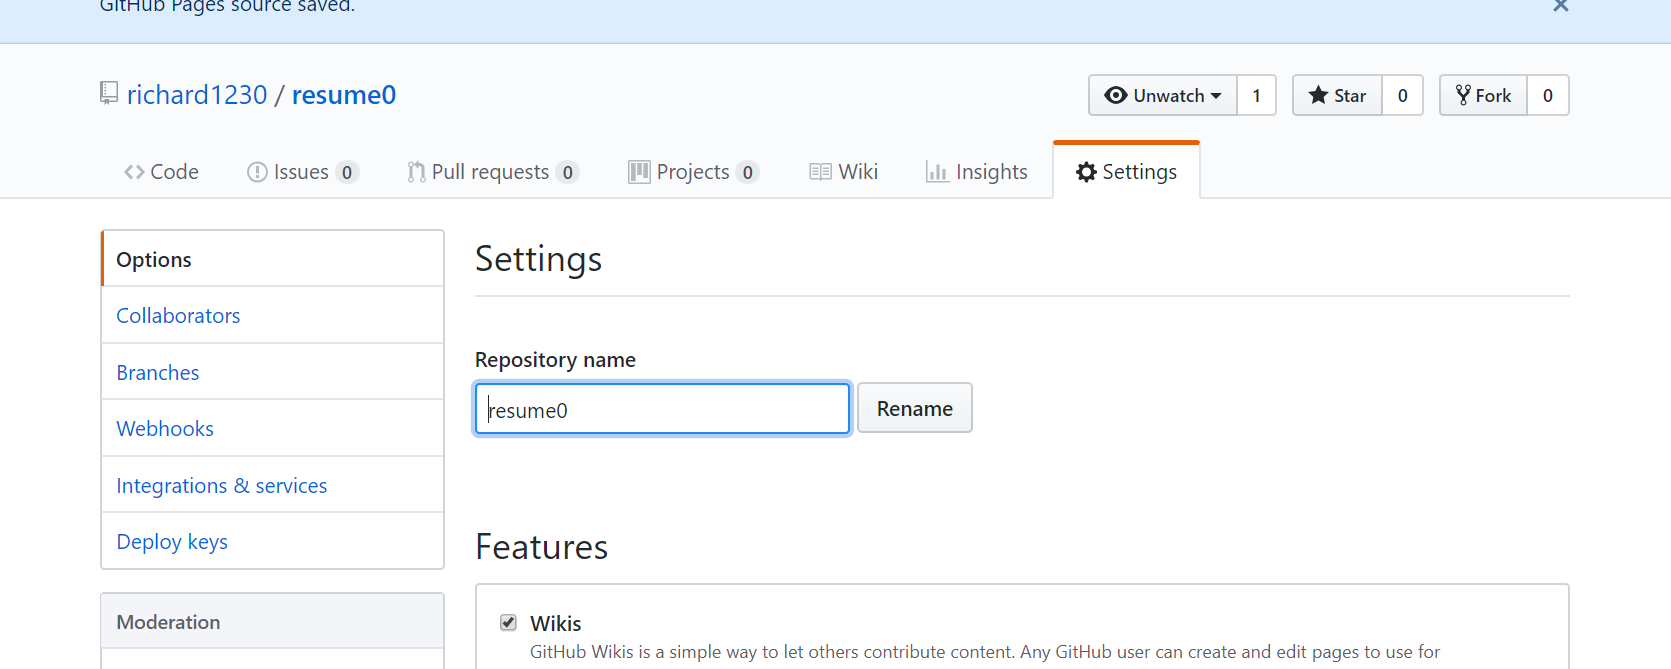 GitHub Pages source saved.
richard1230 / resume0
Unwatch 1
Star 0
Fork 0
Code
Issues 0
Pull requests 0
Projects 0
Wiki
Insights
Settings
Options
Collaborators
Branches
Webhooks
Integrations & services
Deploy keys
Moderation
Settings
Repository name
resume0
Rename
Features
Wikis
GitHub Wikis is a simple way to let others contribute content. Any GitHub user can create and edit pages to use for